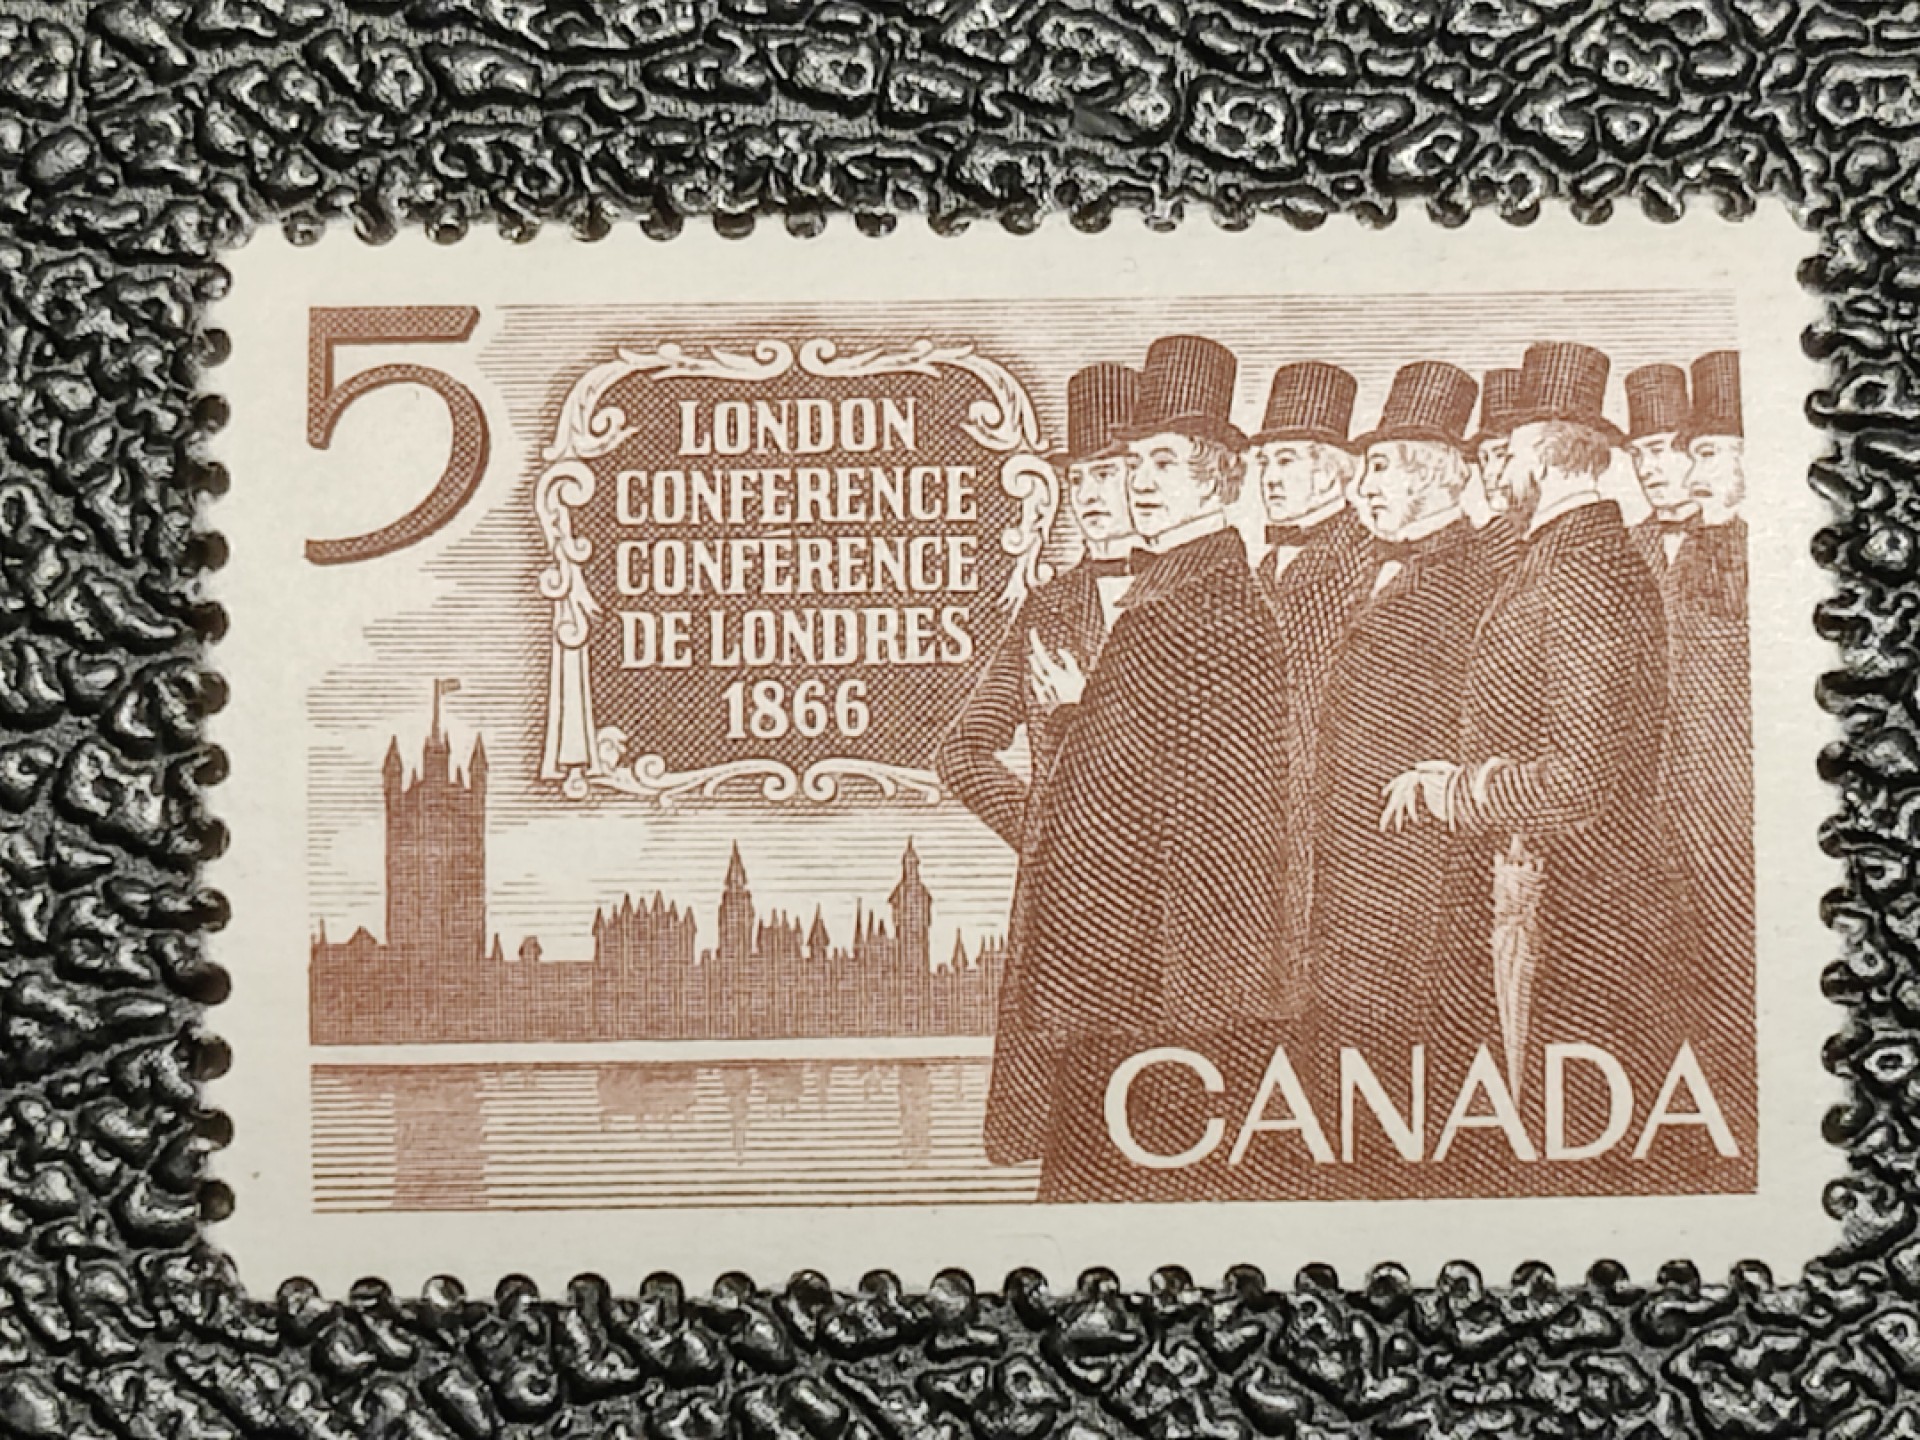 5
LONDON
CONFERENCE
CONFÉRENCE
DE LONDRES
1866
CANADA